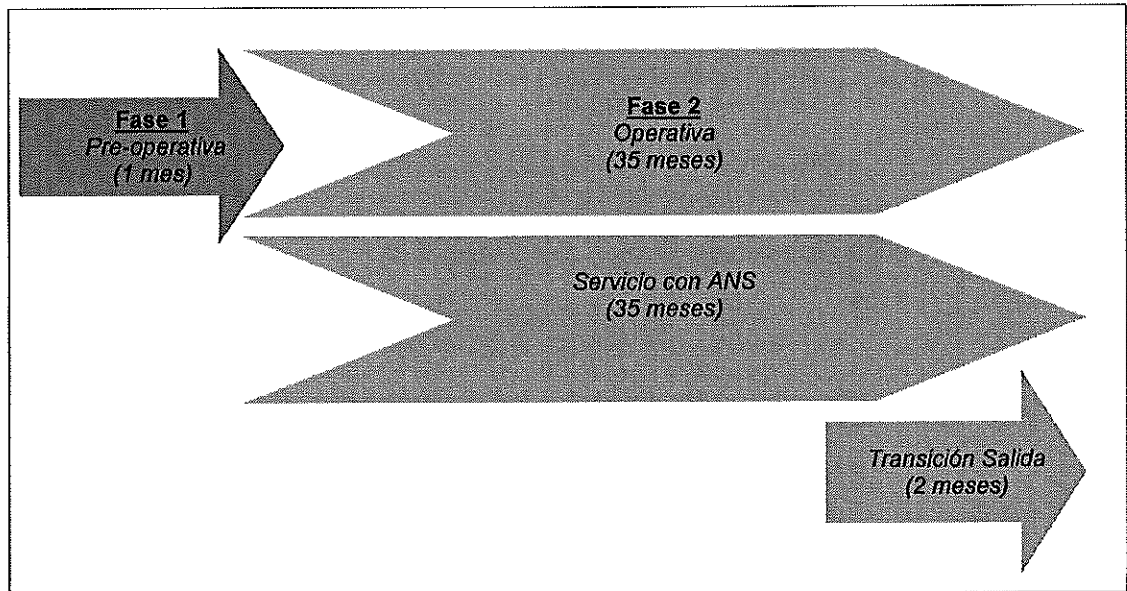 Fase 1
Pre-operativa
(1 mes)
Fase 2
Operativa
(35 meses)
Servicio con ANS
(35 meses)
Transición Salida
(2 meses)